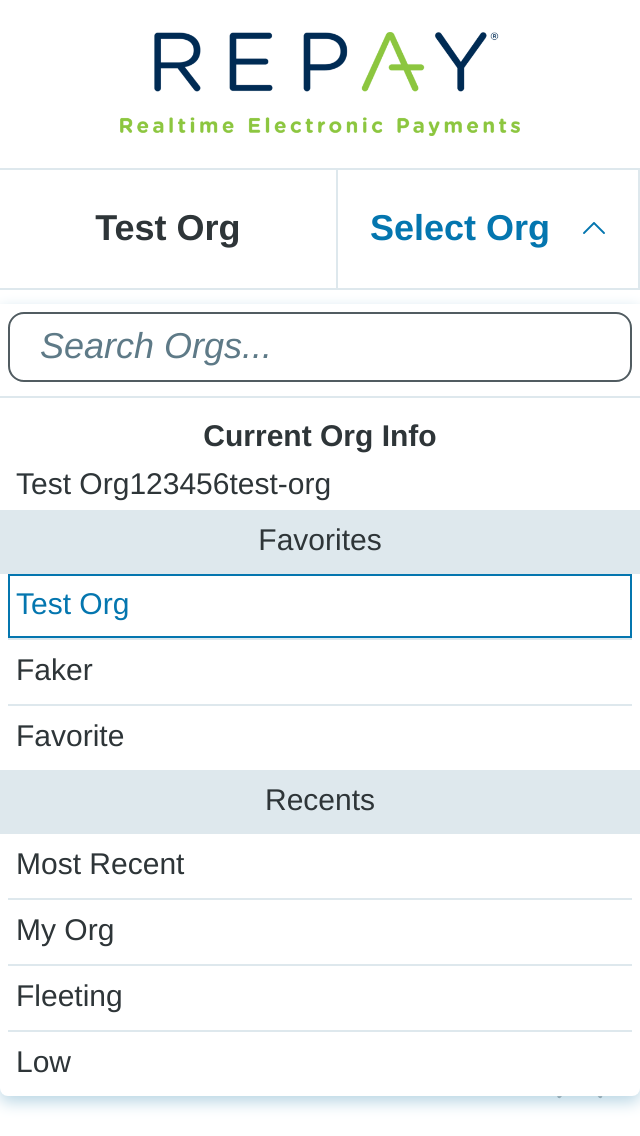 REPAY®
Realtime Electronic Payments
Test Org
Select Org
Search Orgs...
Current Org Info
Test Org123456test-org
Favorites
Test Org
Faker
Favorite
Recents
Most Recent
My Org
Fleeting
Low